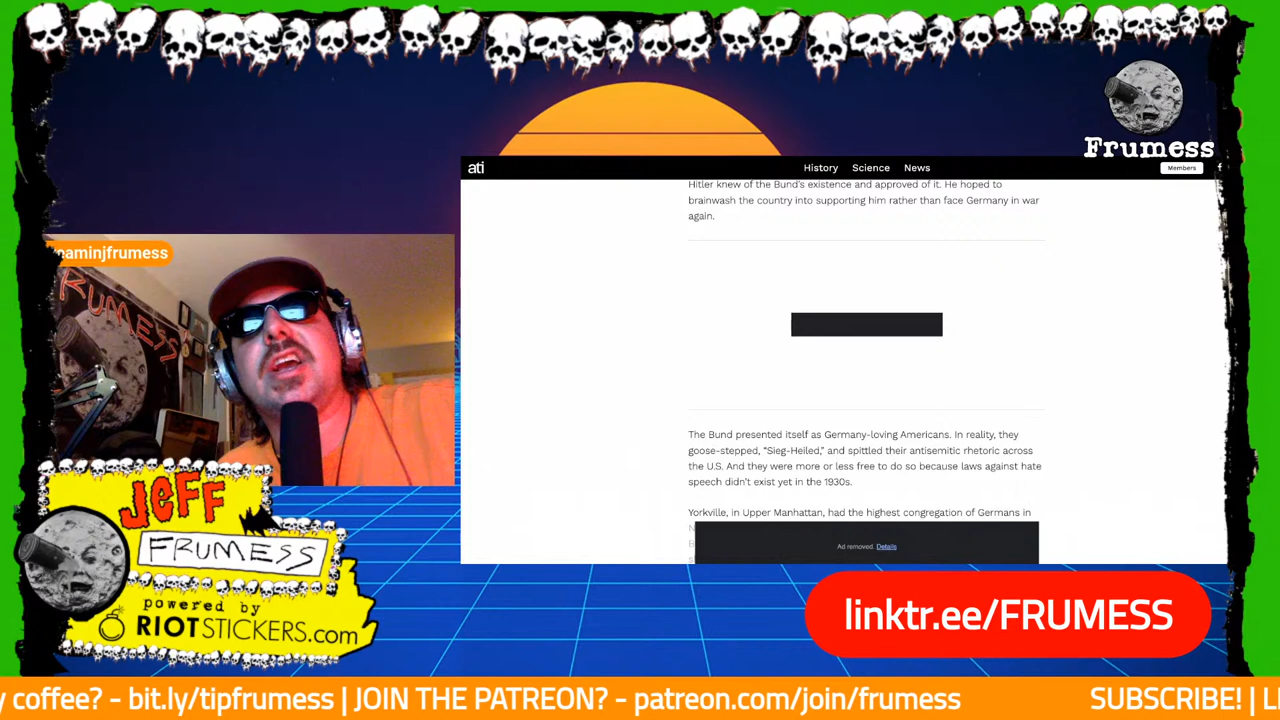 Frumess
ati
History
Science
News
Members
Hitler knew of the Bund's existence and approved of it. He hoped to
brainwash the country into supporting him rather than face Germany in war
again.
eaminjfrumess
FRUMESS
The Bund presented itself as Germany-loving Americans. In reality, they
goose-stepped, “Sieg-Heiled,” and spittled their antisemitic rhetoric across
the U.S. And they were more or less free to do so because laws against hate
speech didn't exist yet in the 1930s.
Yorkville, in Upper Manhattan, had the highest congregation of Germans in
Ad removed. Details
JEFF
FRUMESS
powered by
RIOTSTICKERS.com
linktr.ee/FRUMESS
y coffee? - bit.ly/tipfrumess | JOIN THE PATREON? - patreon.com/join/frumess
SUBSCRIBE! | L